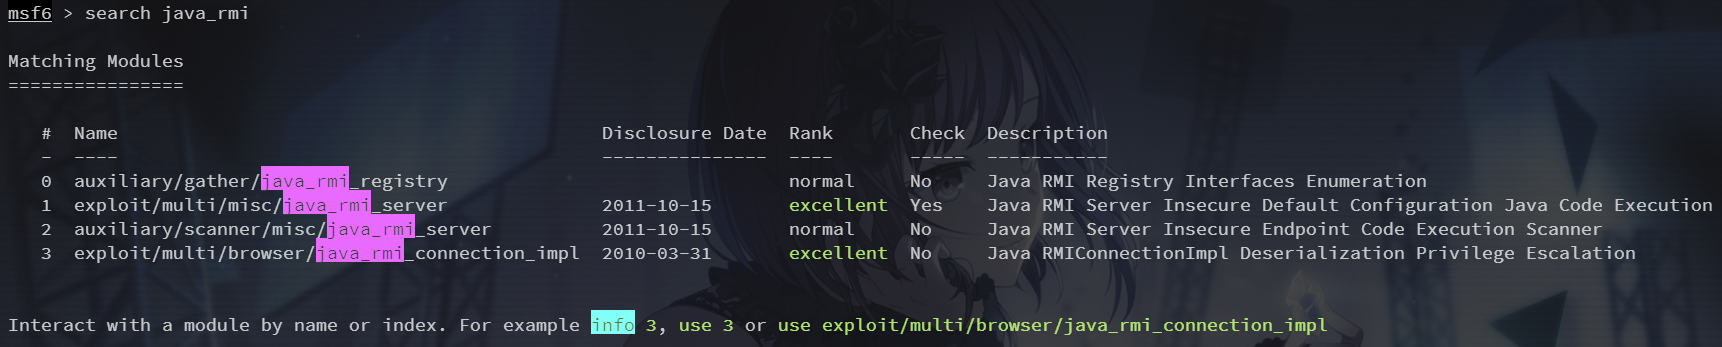 msf6 > search java_rmi
Matching Modules
================
#  Name  Disclosure Date  Rank  Check  Description
-  ----  ---------------  ----  -----  -----------
0  auxiliary/gather/java_rmi_registry  normal  No  Java RMI Registry Interfaces Enumeration
1  exploit/multi/misc/java_rmi_server  2011-10-15  excellent  Yes  Java RMI Server Insecure Default Configuration Java Code Execution
2  auxiliary/scanner/misc/java_rmi_server  2011-10-15  normal  No  Java RMI Server Insecure Endpoint Code Execution Scanner
3  exploit/multi/browser/java_rmi_connection_impl  2010-03-31  excellent  No  Java RMIConnectionImpl Deserialization Privilege Escalation
Interact with a module by name or index. For example info 3, use 3 or use exploit/multi/browser/java_rmi_connection_impl